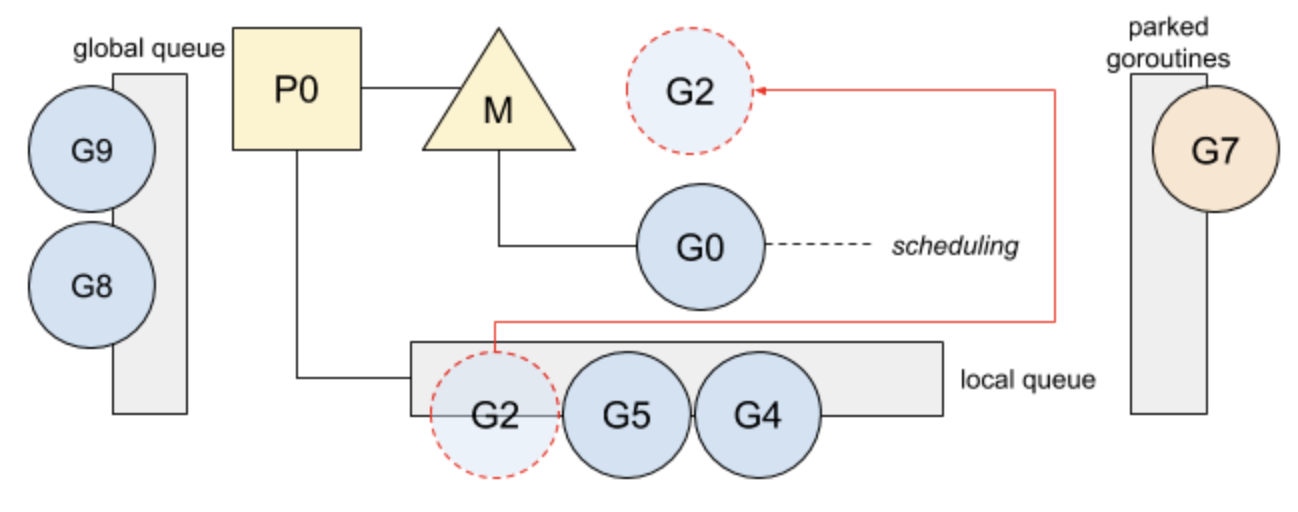 global queue
P0
M
G2
parked
goroutines
G9
G7
G8
G0
scheduling
G2
G5
G4
local queue